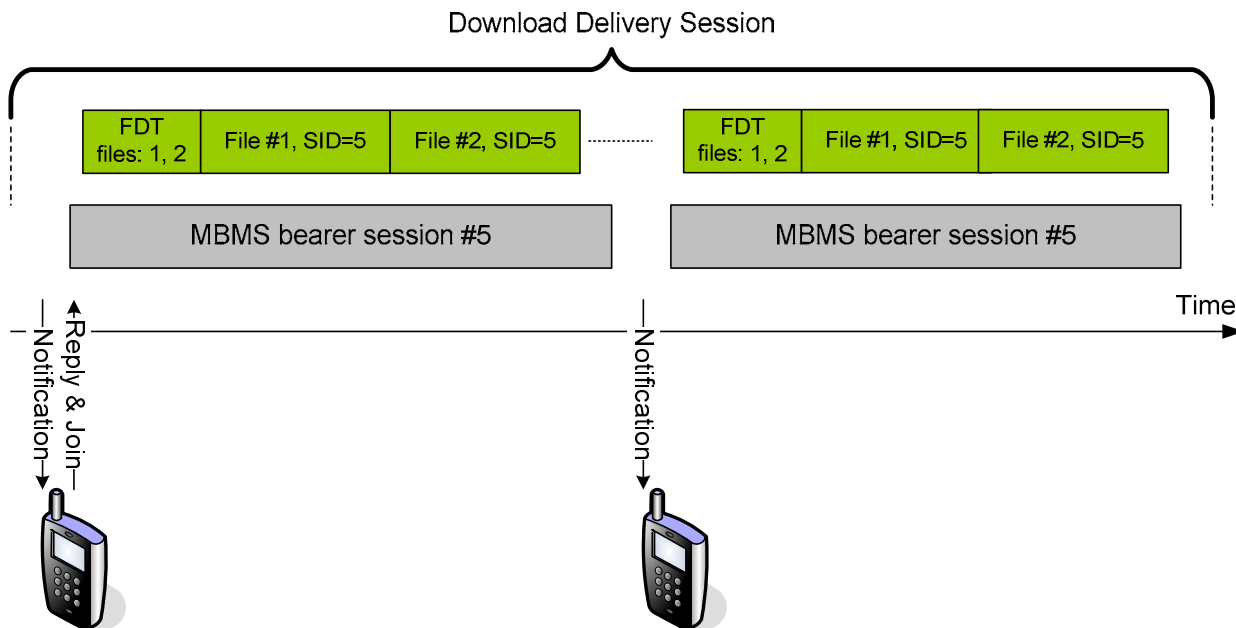 Download Delivery Session
FDT
files: 1, 2
File #1, SID=5
File #2, SID=5
FDT
files: 1, 2
File #1, SID=5
File #2, SID=5
MBMS bearer session #5
MBMS bearer session #5
Time
Notification
Reply & Join
Notification